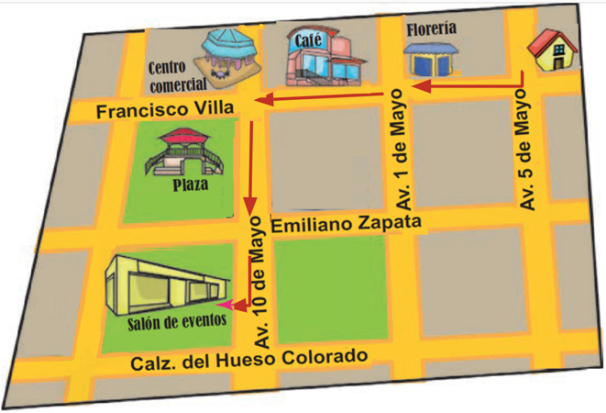 Florería
Café
Centro
comercial
Francisco Villa
Av. 1 de Mayo
Av. 5 de Mayo
Plaza
Emiliano Zapata
Av. 10 de Mayo
Salón de eventos
Calz. del Hueso Colorado